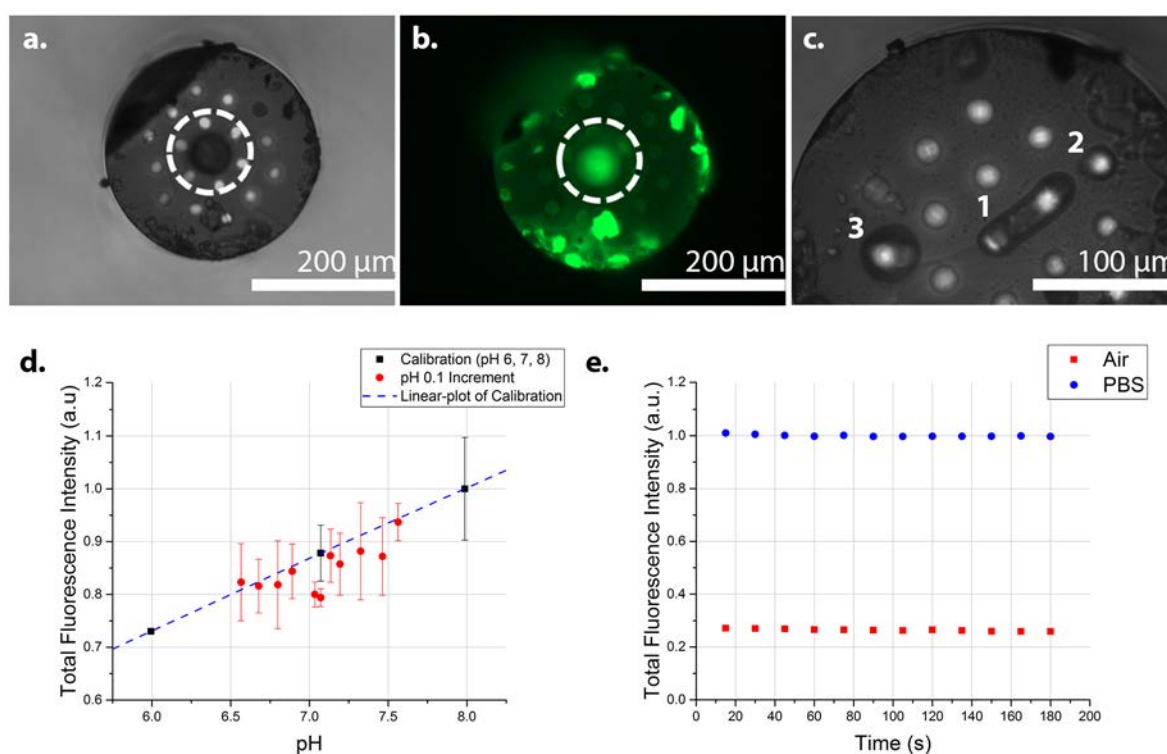 a.
200 µm
b.
200 µm
c.
1
2
3
100 µm
d.
Calibration (pH 6, 7, 8)
pH 0.1 Increment
Linear-plot of Calibration
Total Fluorescence Intensity (a.u)
1.2
1.1
1.0
0.9
0.8
0.7
0.6
6.0
6.5
7.0
7.5
8.0
pH
e.
Air
PBS
Total Fluorescence Intensity (a.u.)
1.2
1.0
0.8
0.6
0.4
0.2
0.0
20
40
60
80
100
120
140
160
180
200
Time (s)